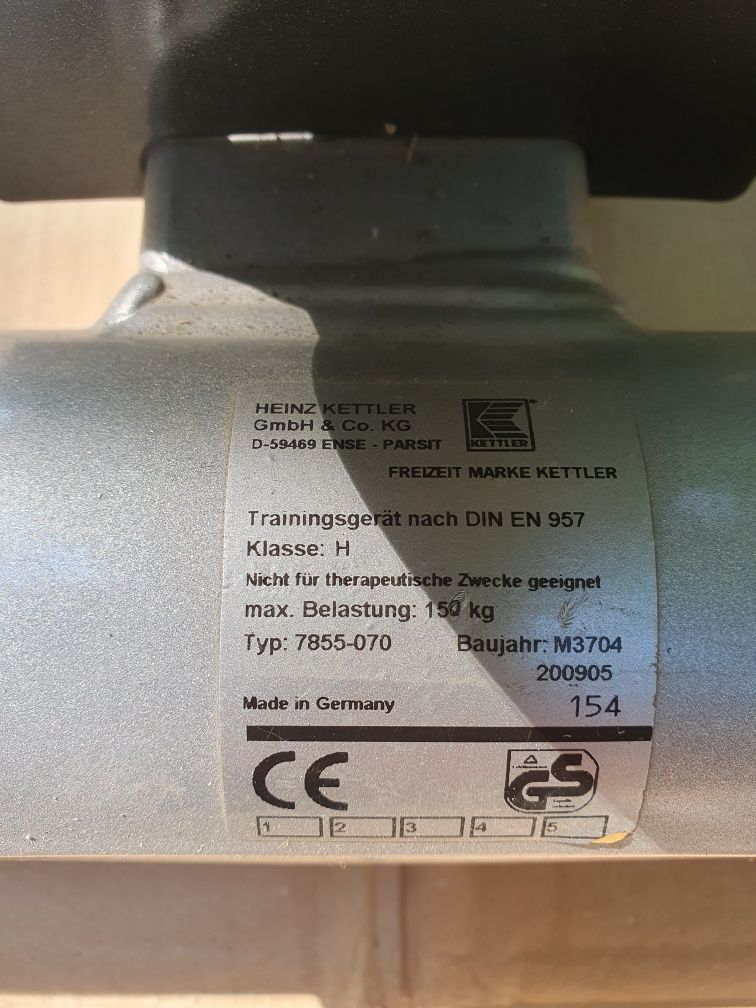 HEINZ KETTLER
GmbH & Co. KG
D-59469 ENSE - PARSIT
KETTLER
FREIZEIT MARKE KETTLER
Trainingsgerät nach DIN EN 957
Klasse: H
Nicht für therapeutische Zwecke geeignet
max. Belastung: 150 kg
Typ: 7855-070 Baujahr: M3704
200905
Made in Germany 154
CE GS
1 2 3 4 5